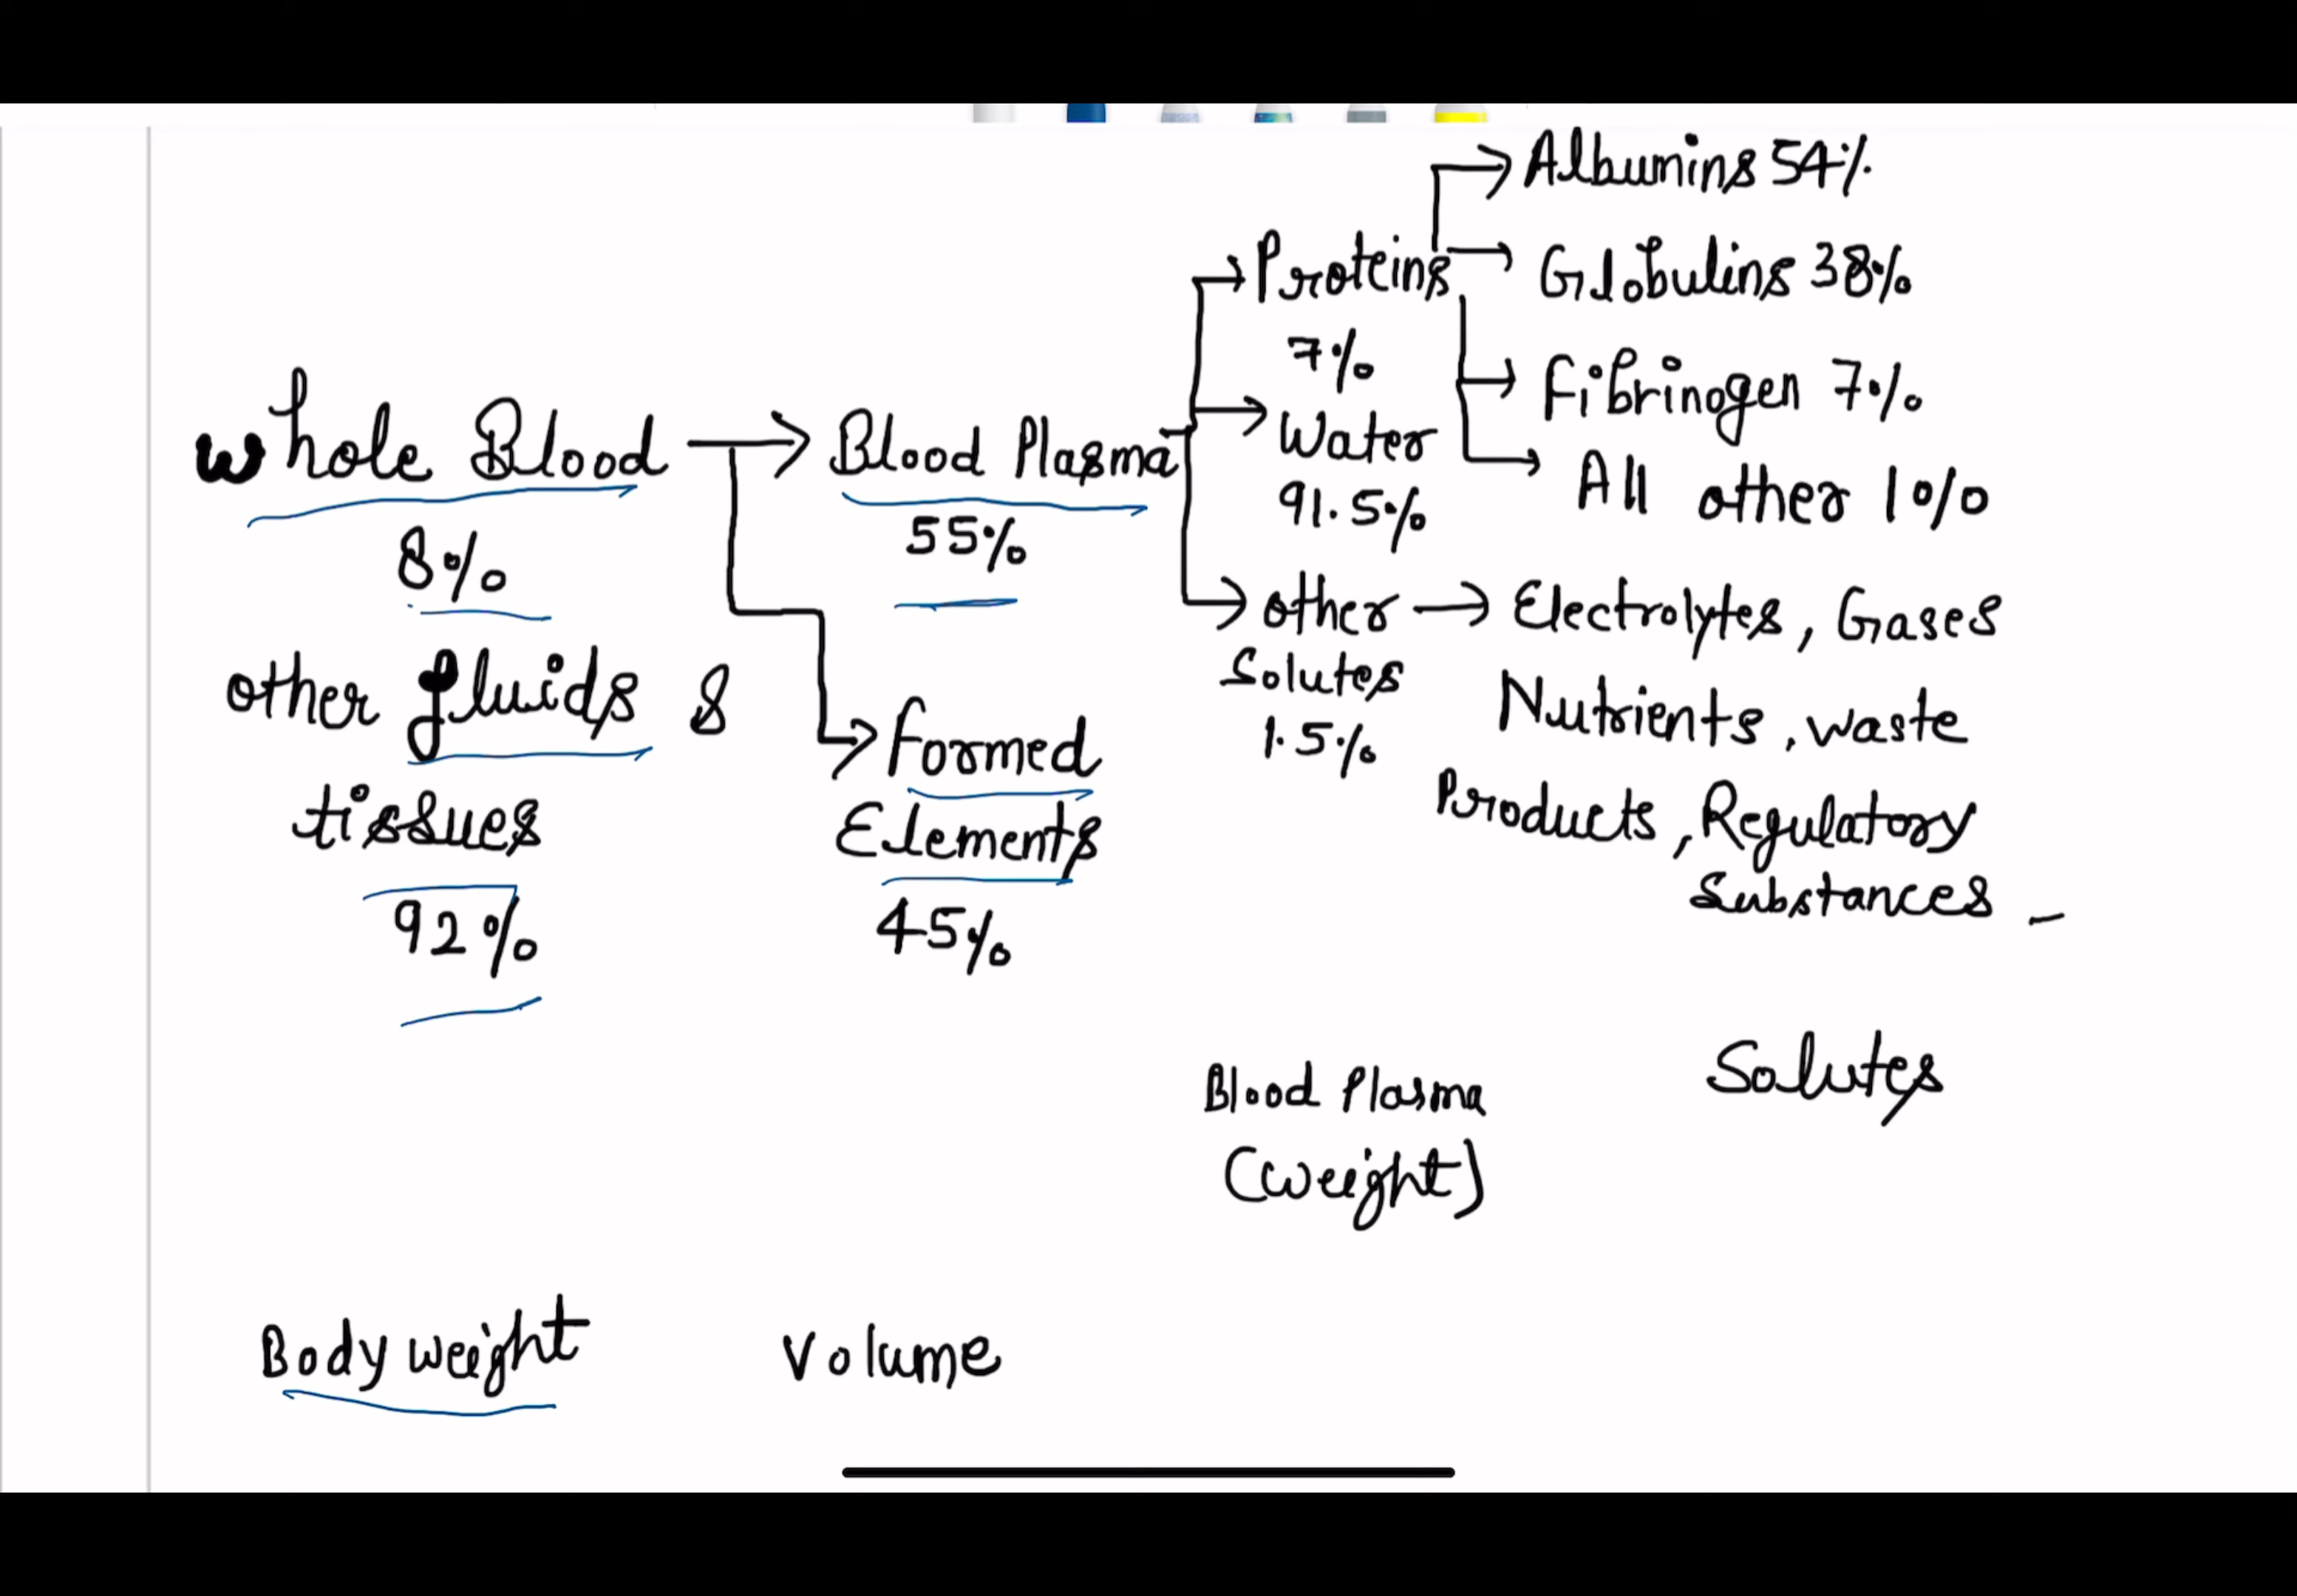 Whole Blood
8%
other fluids &
tissues
92%
Body weight
Blood Plasma
55%
Formed
Elements
45%
Volume
Proteins
7%
Water
91.5%
other
Solutes
1.5%
Blood Plasma
(weight)
Albumins 54%
Globulins 38%
Fibrinogen 7%
All other 1%
Electrolytes, Gases
Nutrients, waste
Products, Regulatory
Substances -
Solutes